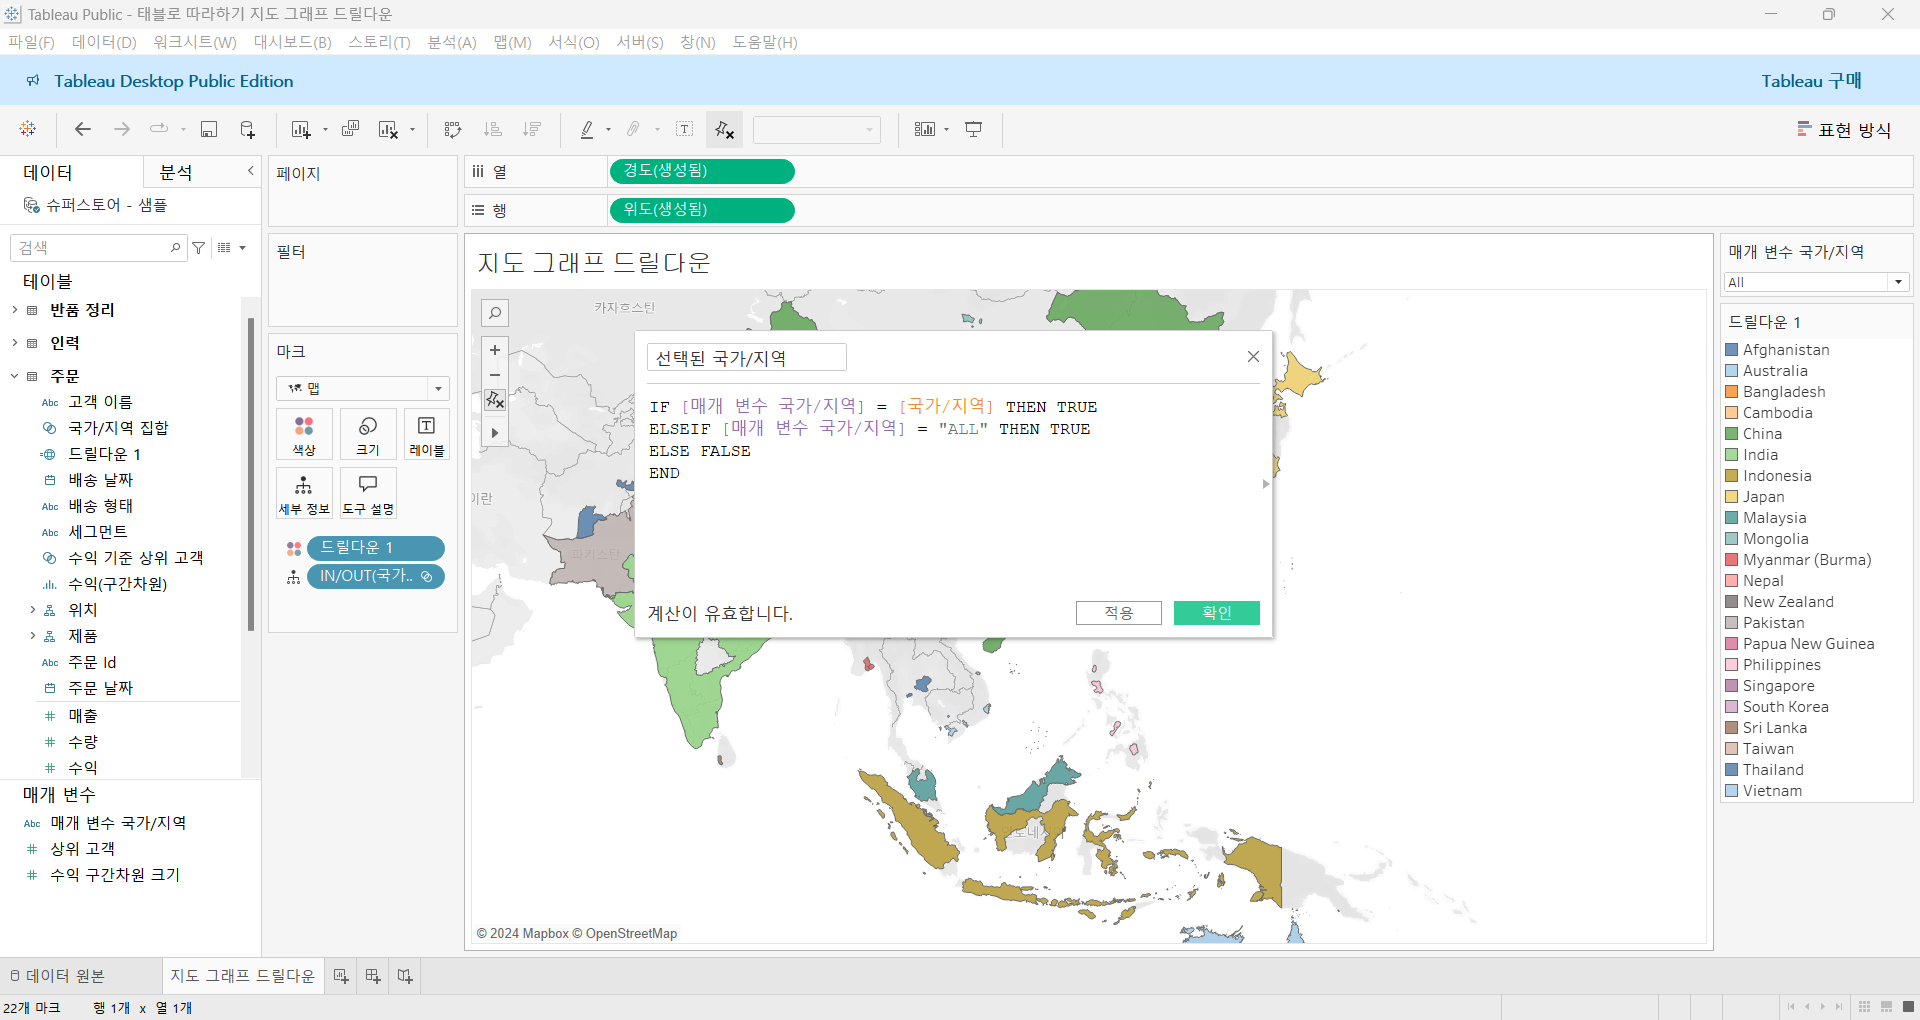 Tableau Public - 태블로 따라하기 지도 그래프 드릴다운
파일(F) 데이터(D) 워크시트(W) 대시보드(B) 스토리(T) 분석(A) 맵(M) 서식(O) 서버(S) 창(N) 도움말(H)
Tableau Desktop Public Edition
Tableau 구매
표현 방식
데이터
분석
슈퍼스토어 - 샘플
검색
테이블
반품 정리
인력
주문
Abc 고객 이름
국가/지역 집합
드릴다운 1
배송 날짜
Abc 배송 형태
Abc 세그먼트
수익 기준 상위 고객
수익(구간차원)
위치
제품
Abc 주문 Id
주문 날짜
매출
수량
수익
매개 변수
Abc 매개 변수 국가/지역
상위 고객
수익 구간차원 크기
페이지
필터
마크
맵
색상
크기
레이블
세부 정보
도구 설명
드릴다운 1
IN/OUT(국가..
열
경도(생성됨)
행
위도(생성됨)
지도 그래프 드릴다운
카자흐스탄
이란
파키스탄
선택된 국가/지역
IF [매개 변수 국가/지역] = [국가/지역] THEN TRUE
ELSEIF [매개 변수 국가/지역] = "ALL" THEN TRUE
ELSE FALSE
END
계산이 유효합니다.
적용
확인
인도네시아
© 2024 Mapbox © OpenStreetMap
매개 변수 국가/지역
All
드릴다운 1
Afghanistan
Australia
Bangladesh
Cambodia
China
India
Indonesia
Japan
Malaysia
Mongolia
Myanmar (Burma)
Nepal
New Zealand
Pakistan
Papua New Guinea
Philippines
Singapore
South Korea
Sri Lanka
Taiwan
Thailand
Vietnam
데이터 원본
지도 그래프 드릴다운
22개 마크 행 1개 x 열 1개